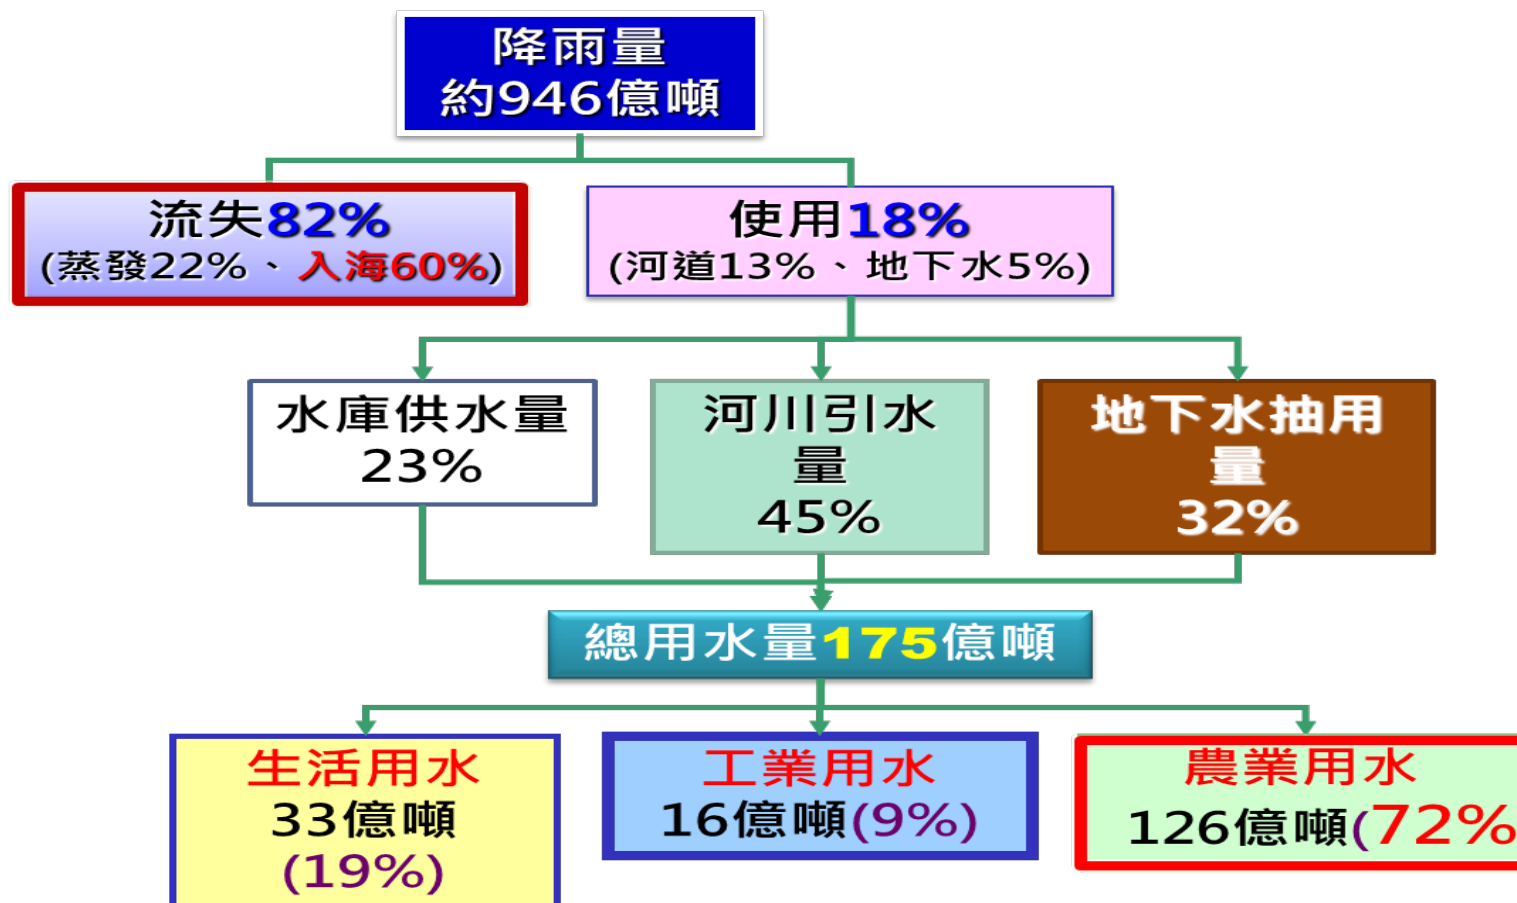 降雨量
約946億噸
流失82%
(蒸發22%、入海60%)
使用18%
(河道13%、地下水5%)
水庫供水量
23%
河川引水
量
45%
地下水抽用
量
32%
總用水量175億噸
生活用水
33億噸
(19%)
工業用水
16億噸(9%)
農業用水
126億噸(72%